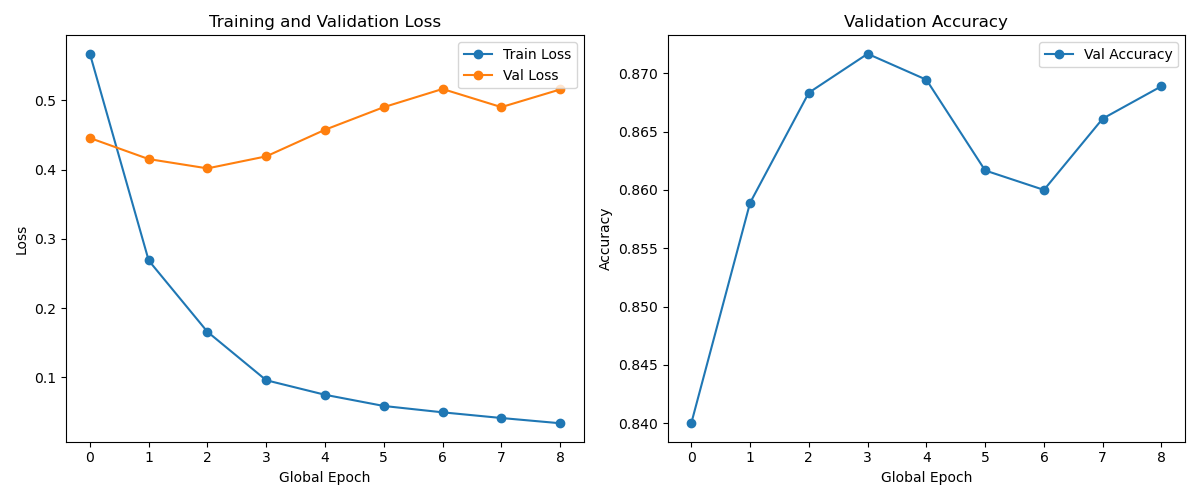 Training and Validation Loss
Train Loss
Val Loss
0.5
0.4
0.3
0.2
0.1
Loss
0 1 2 3 4 5 6 7 8
Global Epoch
Validation Accuracy
Val Accuracy
0.870
0.865
0.860
0.855
0.850
0.845
0.840
Accuracy
0 1 2 3 4 5 6 7 8
Global Epoch